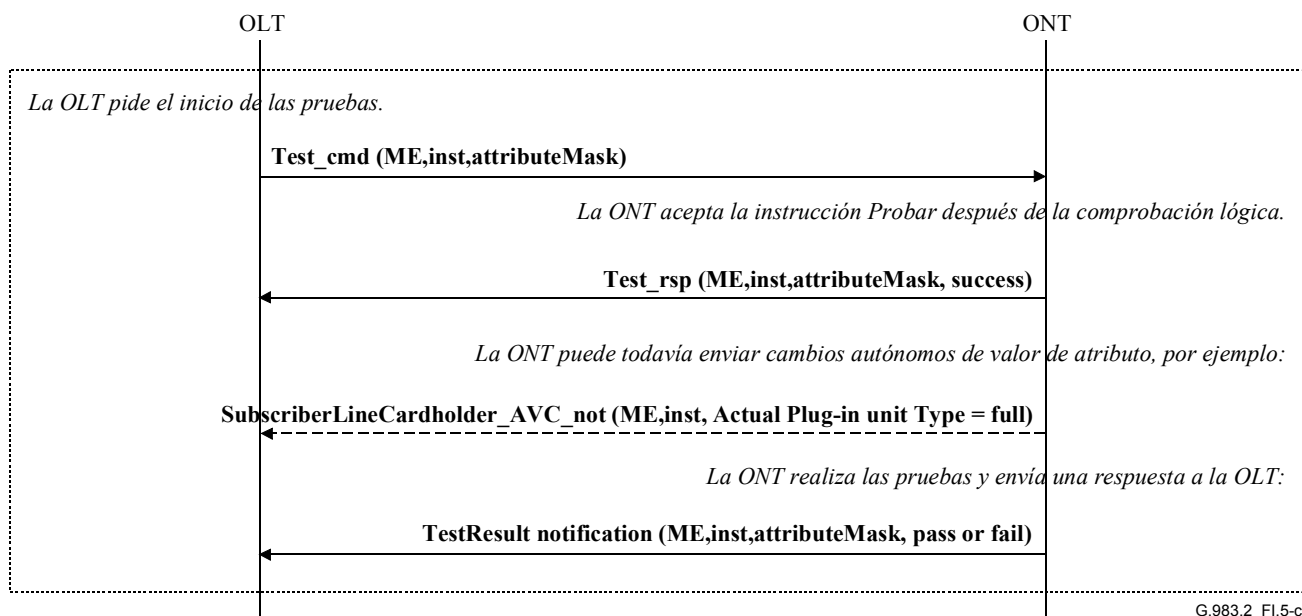 OLT
ONT
La OLT pide el inicio de las pruebas.
Test_cmd (ME,inst,attributeMask)
La ONT acepta la instrucción Probar después de la comprobación lógica.
Test_rsp (ME,inst,attributeMask, success)
La ONT puede todavía enviar cambios autónomos de valor de atributo, por ejemplo:
SubscriberLineCardholder_AVC_not (ME,inst, Actual Plug-in unit Type = full)
La ONT realiza las pruebas y envía una respuesta a la OLT:
TestResult notification (ME,inst,attributeMask, pass or fail)
G.983.2_FI.5-c